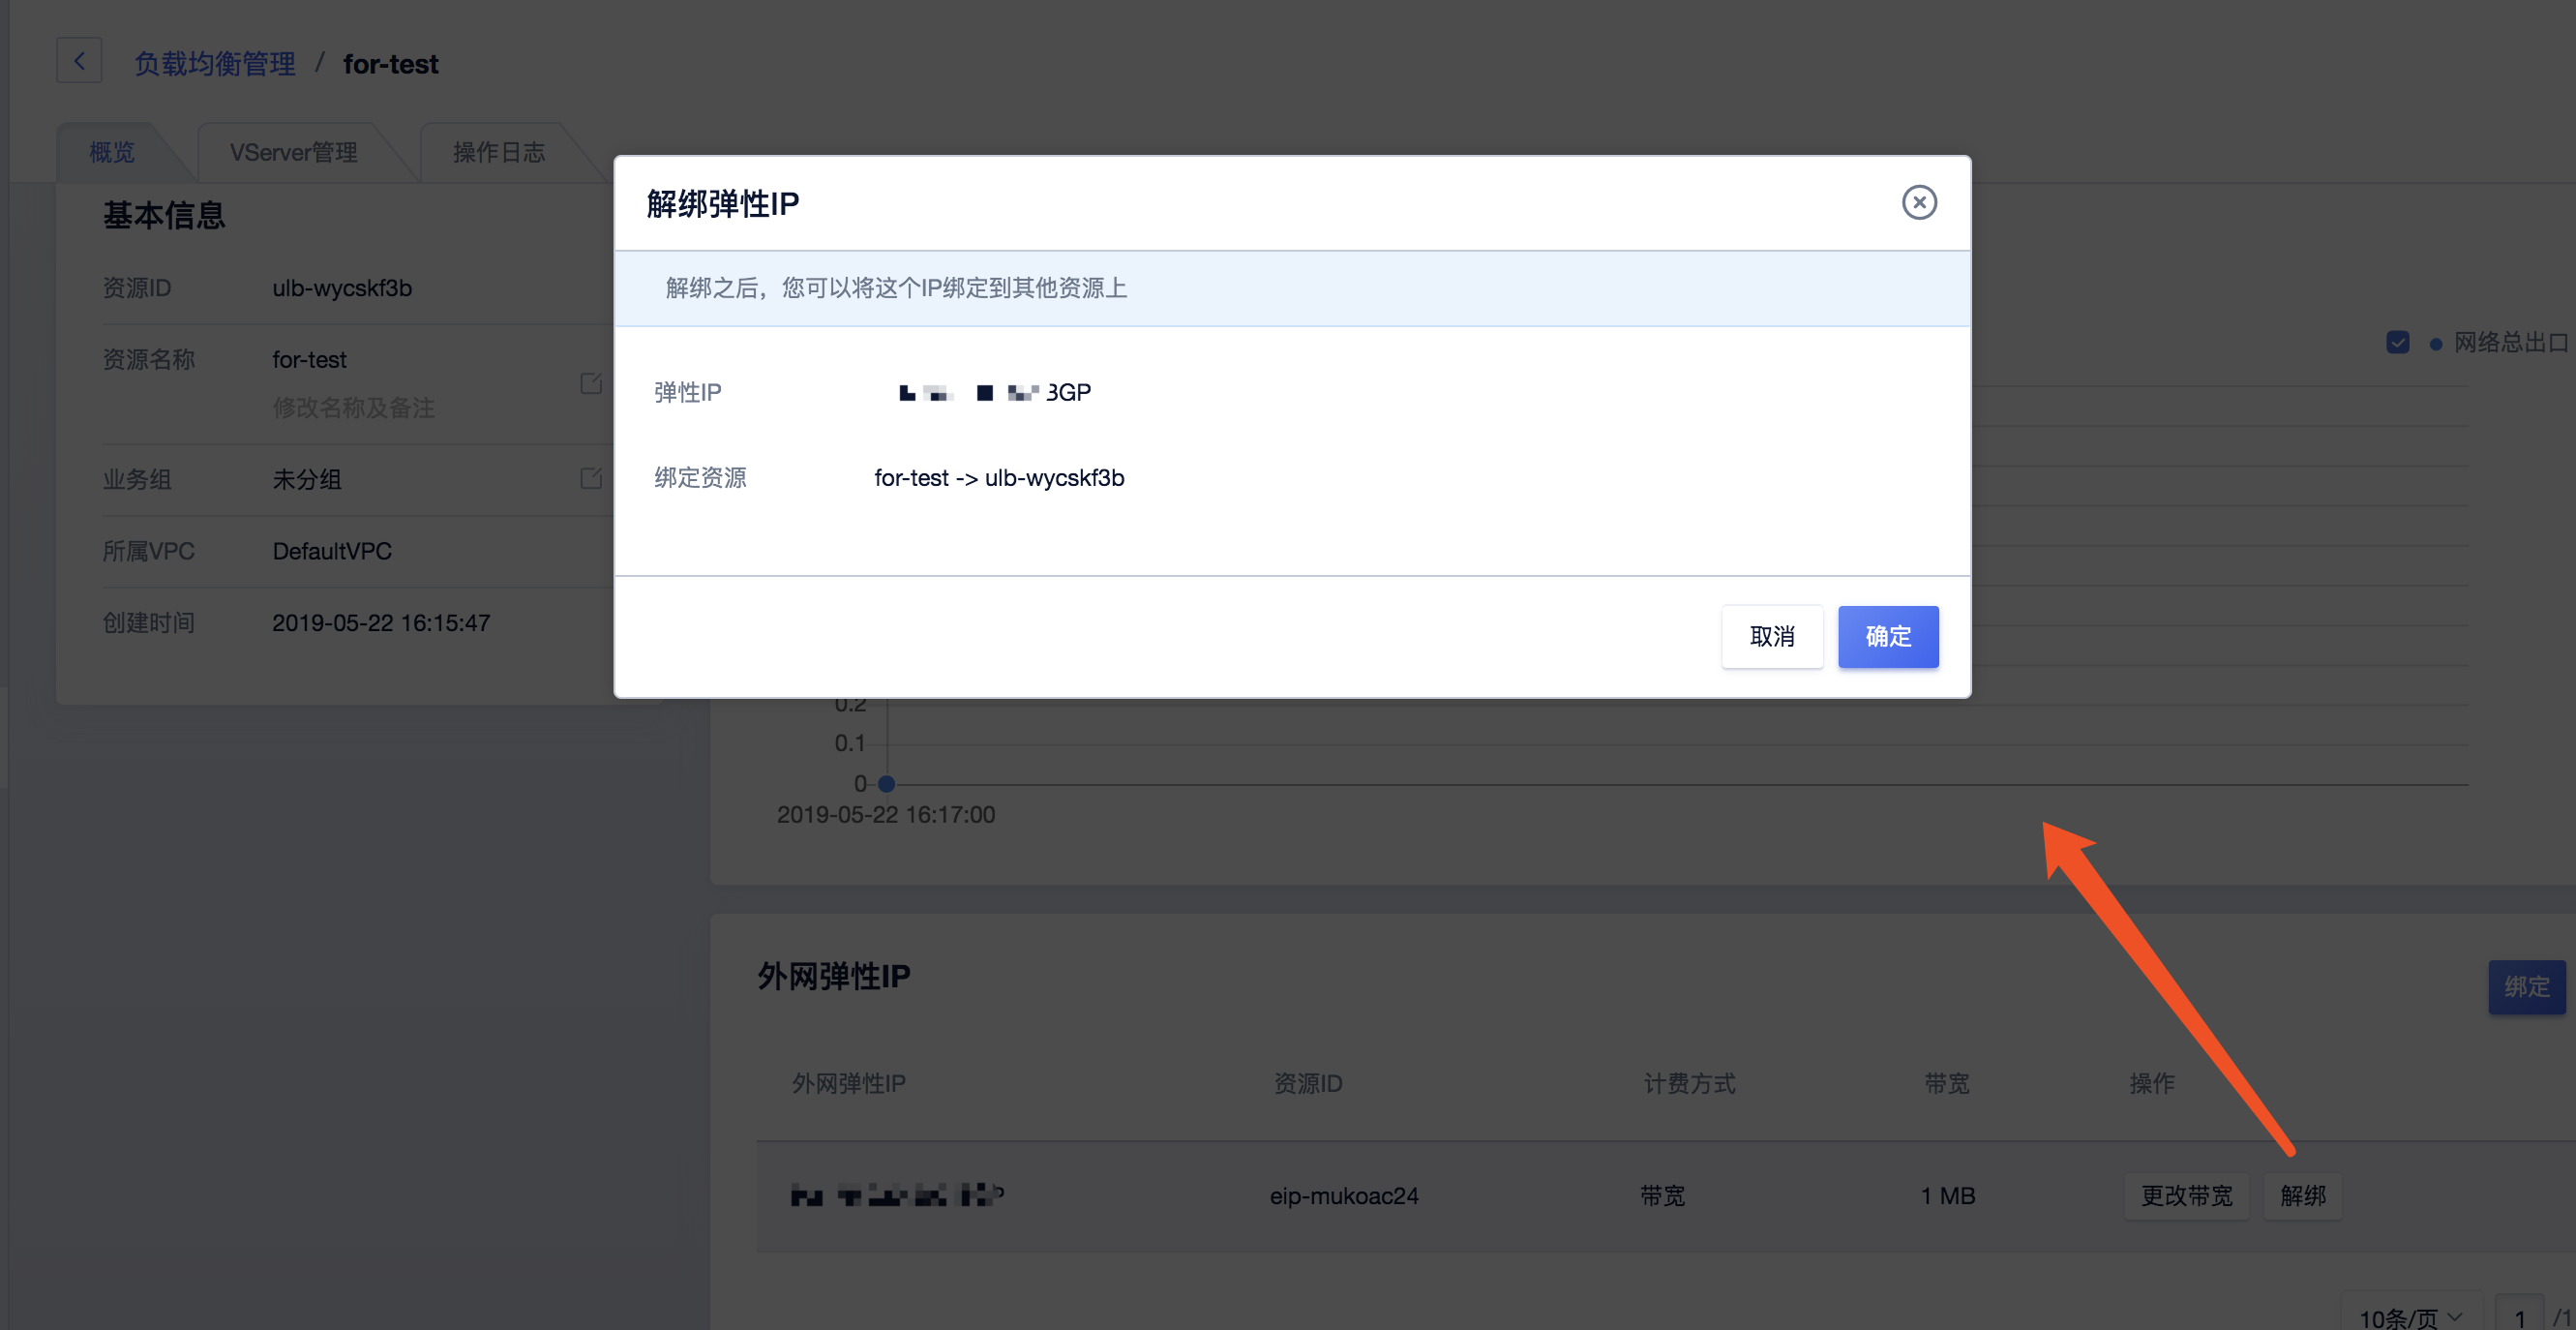 负载均衡管理 / for-test
概览
VServer管理
操作日志
基本信息
资源ID ulb-wycskf3b
资源名称 for-test
修改名称及备注
业务组 未分组
所属VPC DefaultVPC
创建时间 2019-05-22 16:15:47
解绑弹性IP
解绑之后，您可以将这个IP绑定到其他资源上
弹性IP BGP
绑定资源 for-test -> ulb-wycskf3b
取消 确定
网络总出口
0.2
0.1
0
2019-05-22 16:17:00
外网弹性IP
绑定
外网弹性IP 资源ID 计费方式 带宽 操作
eip-mukoac24 带宽 1 MB 更改带宽 解绑
10条/页 1 /1